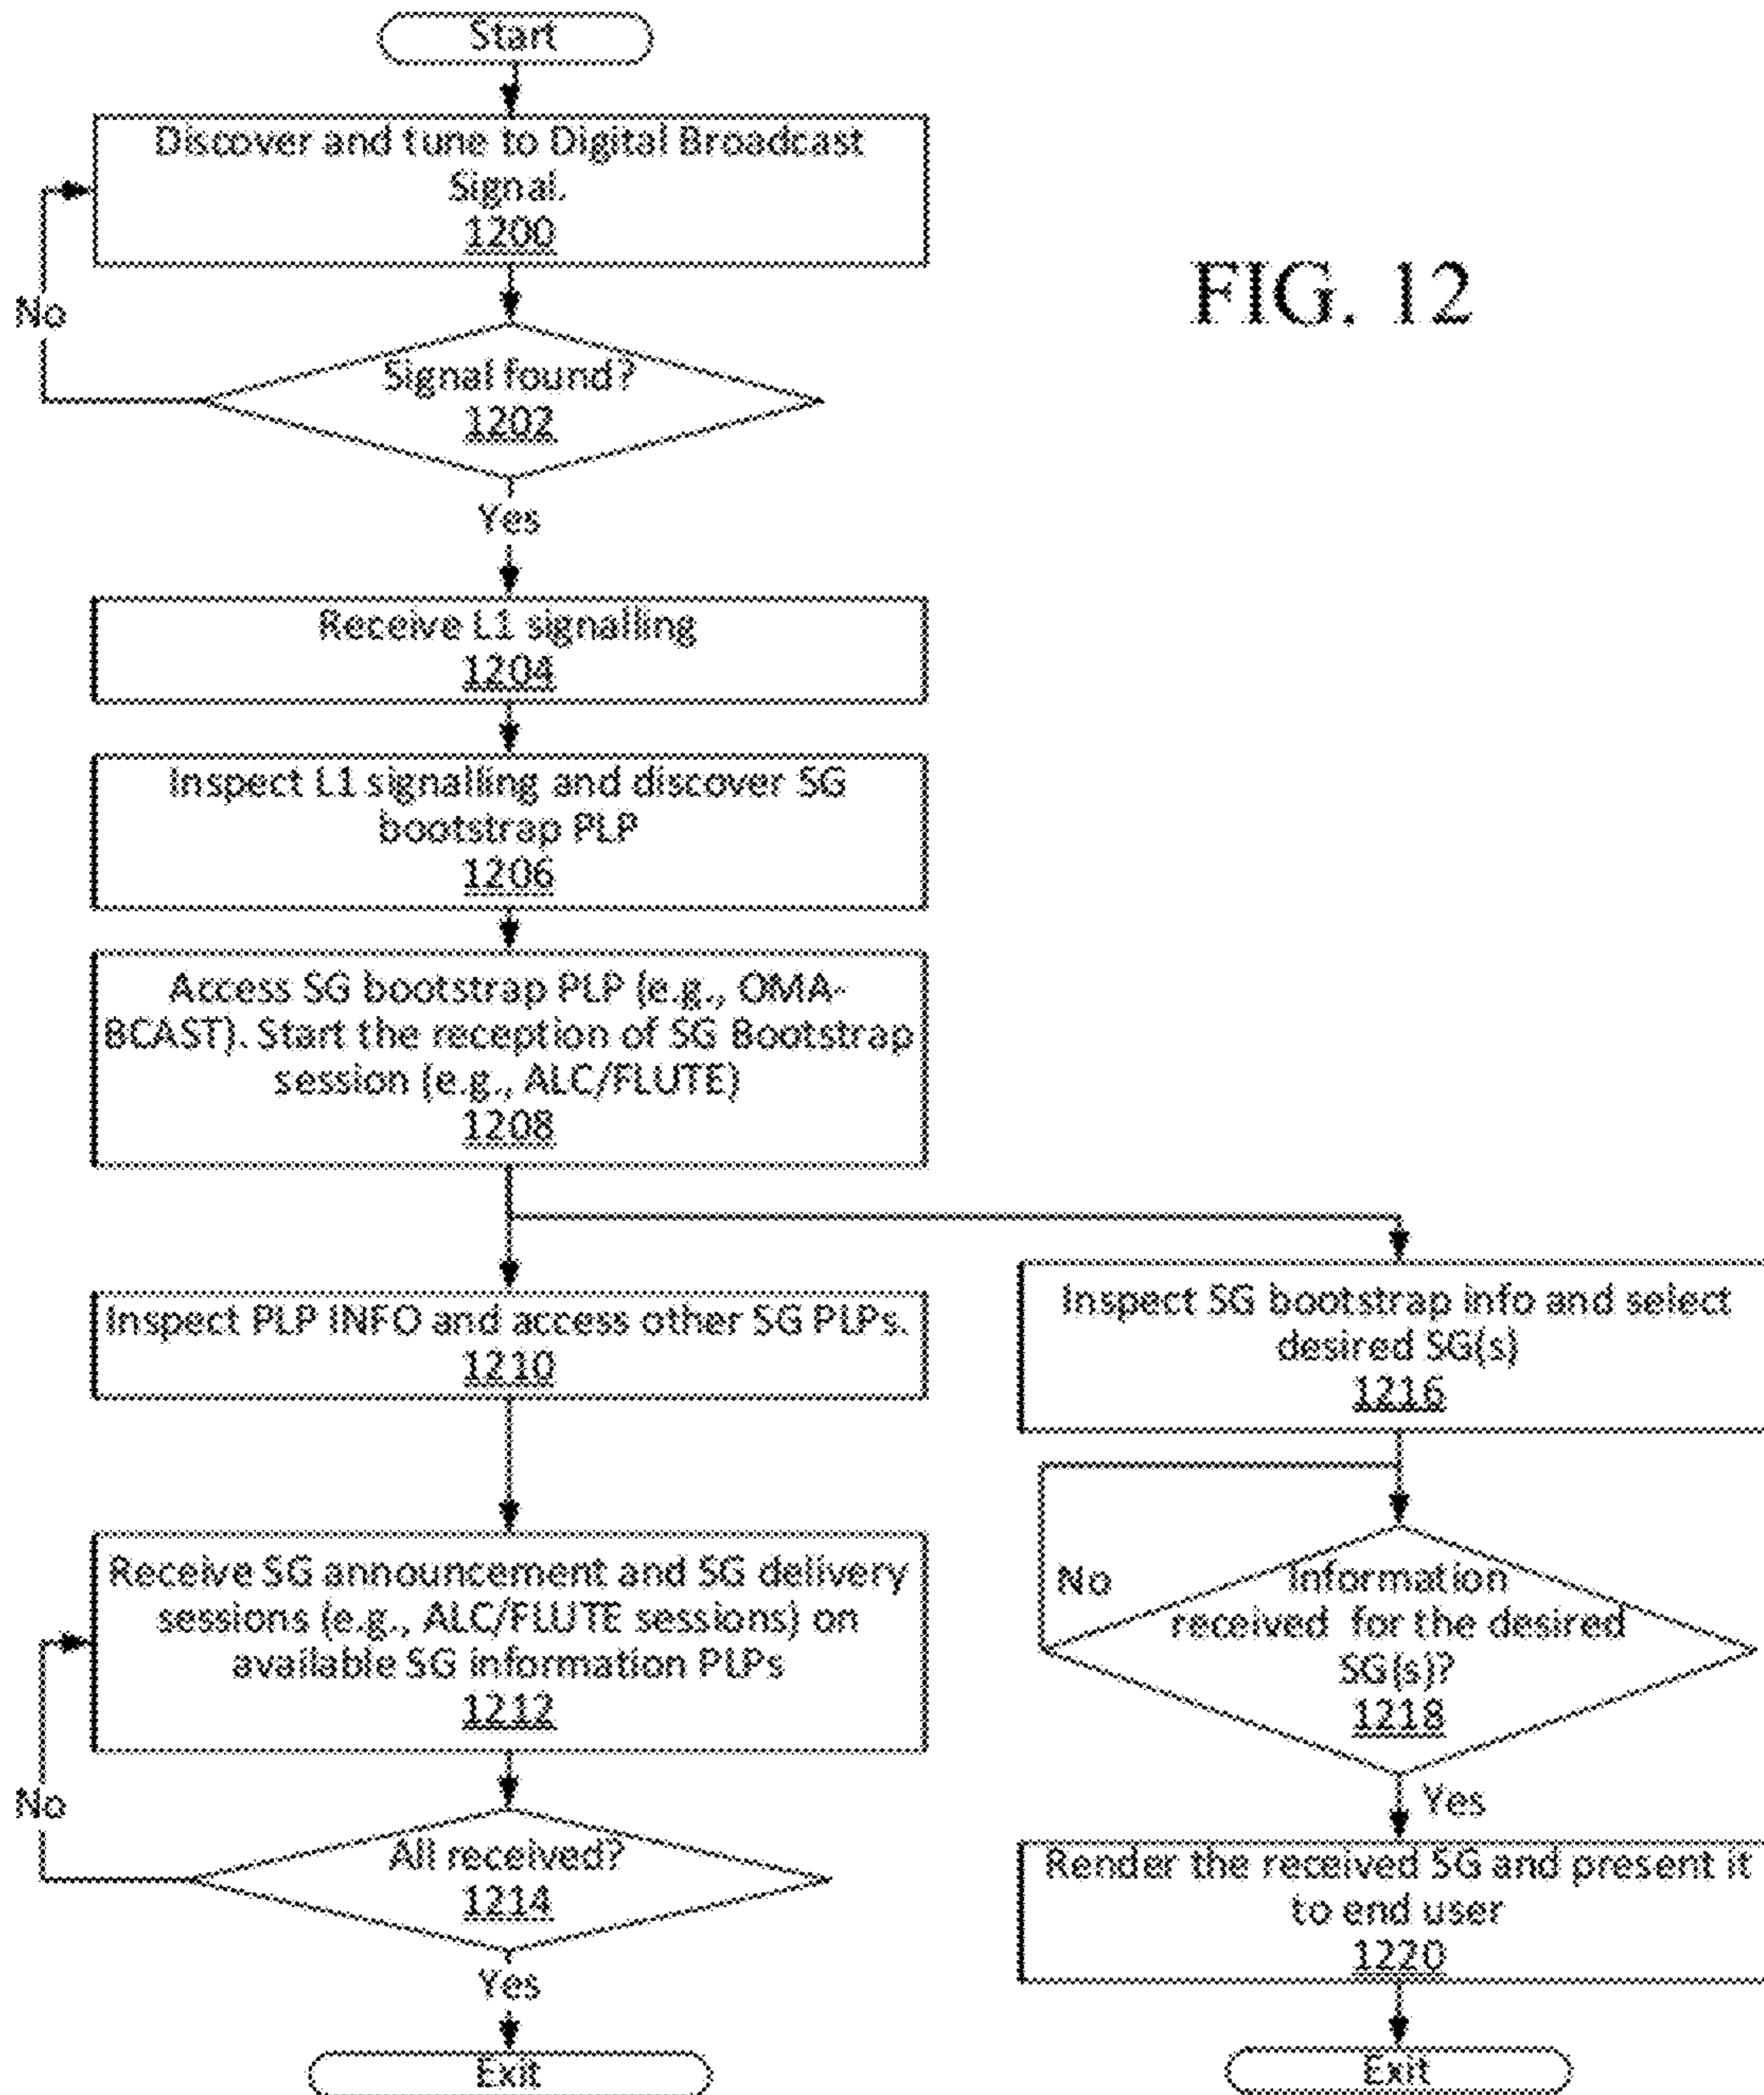 Start
Discover and tune to Digital Broadcast
Signal.
1200
FIG. 12
No
Signal found?
1202
Yes
Receive L1 signalling
1204
Inspect L1 signalling and discover SG
bootstrap PLP
1206
Access SG bootstrap PLP (e.g., OMA-
BCAST). Start the reception of SG Bootstrap
session (e.g., ALC/FLUTE)
1208
Inspect PLP INFO and access other SG PLPs.
1210
Receive SG announcement and SG delivery
sessions (e.g., ALC/FLUTE sessions) on
available SG information PLPs
1212
No
All received?
1214
Yes
Exit
Inspect SG bootstrap info and select
desired SG(s)
1216
No
Information
received for the desired
SG(s)?
1218
Yes
Render the received SG and present it
to end user
1220
Exit